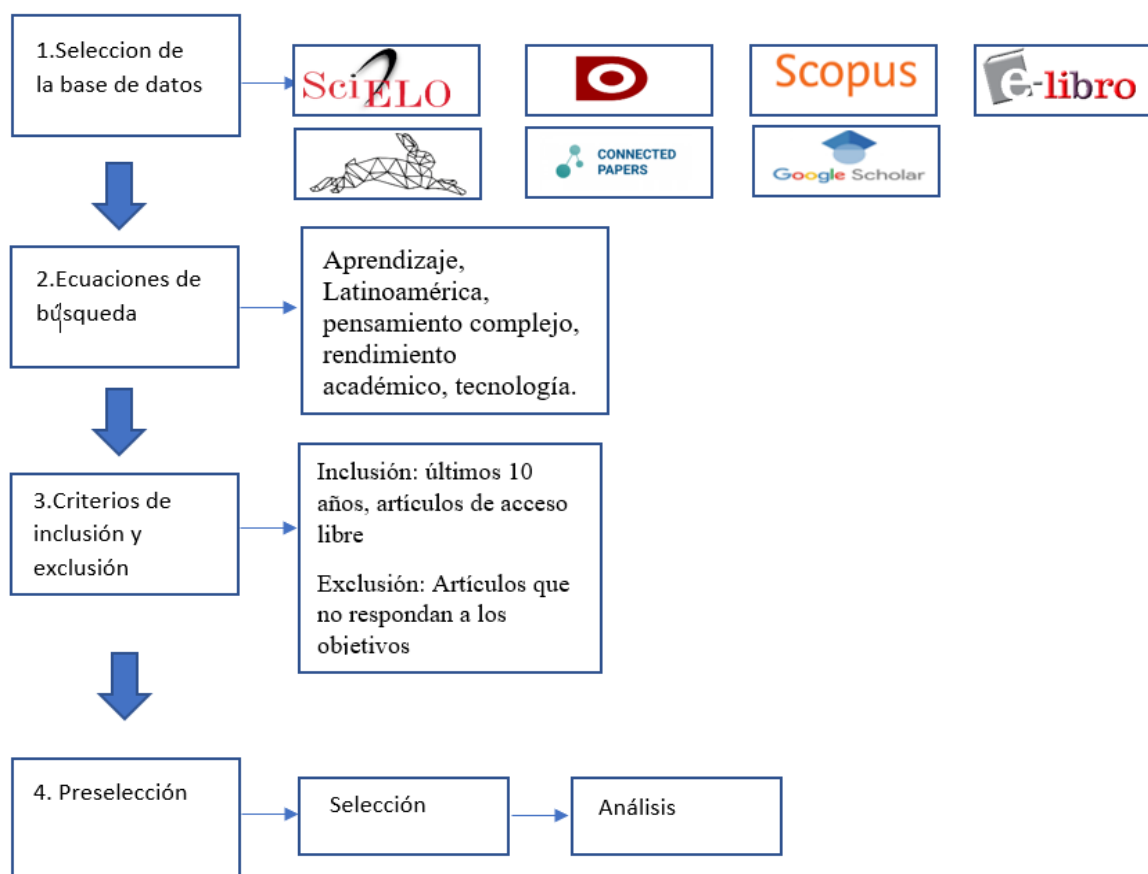 1.Seleccion de
la base de datos
SciELO
Scopus
e-libro
CONNECTED
PAPERS
Google Scholar
2.Ecuaciones de
búsqueda
Aprendizaje,
Latinoamérica,
pensamiento complejo,
rendimiento
académico, tecnología.
3.Criterios de
inclusión y
exclusión
Inclusión: últimos 10
años, artículos de acceso
libre
Exclusión: Artículos que
no respondan a los
objetivos
4. Preselección
Selección
Análisis